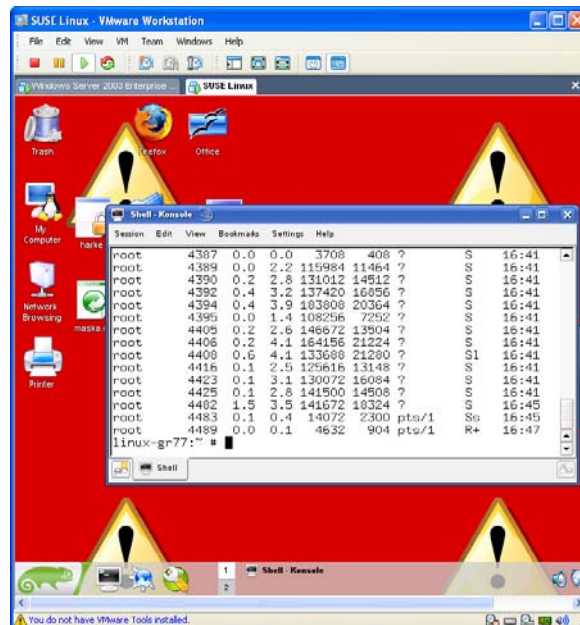 SUSE Linux - VMware Workstation
File Edit View VM Team Windows Help
Windows Server 2003 Enterprise ... SUSE Linux
Trash Firefox Office
My Computer
harke
Network Browsing
maska.
Printer
Shell - Konsole
Session Edit View Bookmarks Settings Help
root 4387 0.0 0.0 3708 408 ? S 16:41
root 4389 0.0 2.2 115984 11464 ? S 16:41
root 4390 0.2 2.8 131012 14512 ? S 16:41
root 4392 0.4 3.2 137420 16856 ? S 16:41
root 4394 0.4 3.9 183808 20364 ? S 16:41
root 4395 0.0 1.4 108256 7252 ? S 16:41
root 4405 0.2 2.6 146672 13504 ? S 16:41
root 4406 0.2 4.1 164156 21224 ? S 16:41
root 4408 0.6 4.1 133688 21280 ? Sl 16:41
root 4416 0.1 2.5 125616 13148 ? S 16:41
root 4423 0.1 3.1 130072 16084 ? S 16:41
root 4425 0.1 2.8 141500 14508 ? S 16:41
root 4482 1.5 3.5 141672 18324 ? S 16:45
root 4483 0.1 0.4 14072 2300 pts/1 Ss 16:45
root 4489 0.0 0.1 4632 904 pts/1 R+ 16:47
linux-gr77:~ #
Shell
1 Shell - Konsole
2
You do not have VMware Tools installed.